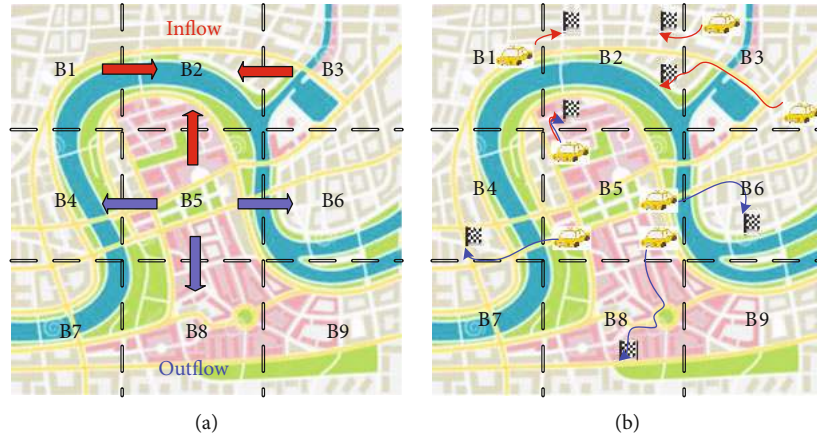 Inflow
B1 B2 B3
B4 B5 B6
B7 B8 B9
Outflow
(a)
B1 B2 B3
B4 B5 B6
B7 B8 B9
(b)